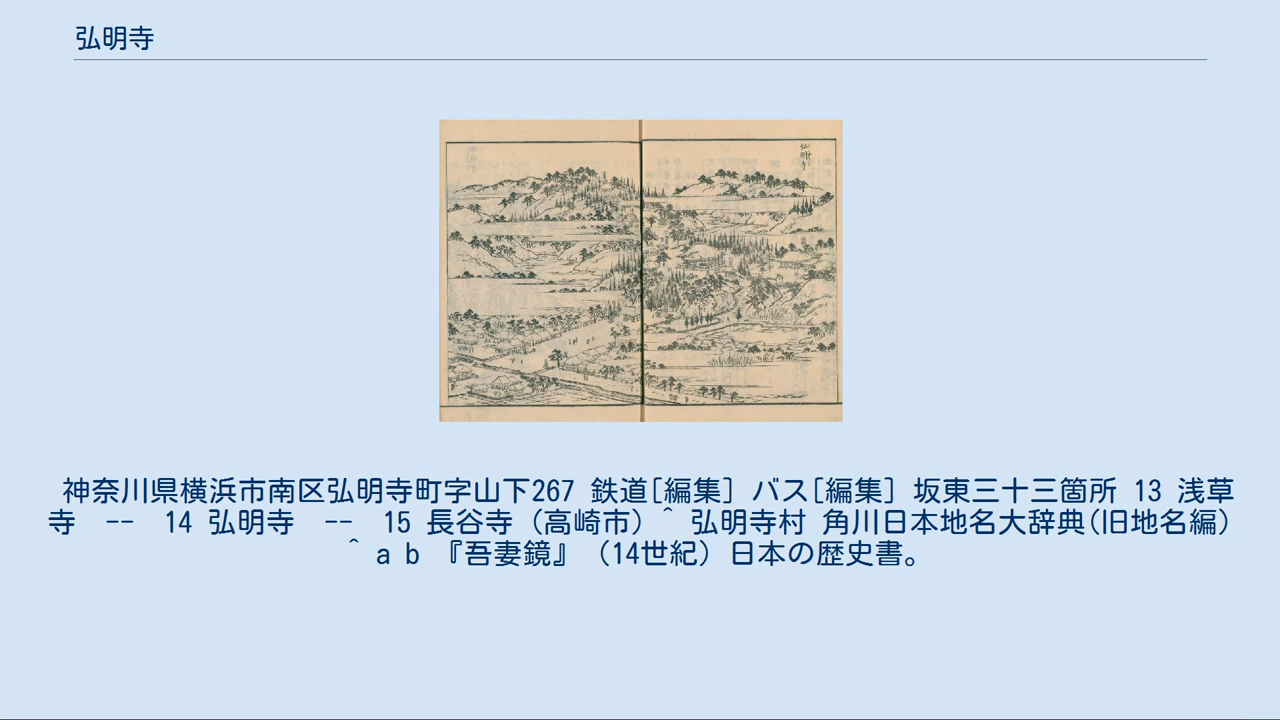 弘明寺
弘明寺
神奈川県横浜市南区弘明寺町字山下267 鉄道[編集] バス[編集] 坂東三十三箇所 13 浅草
寺 -- 14 弘明寺 -- 15 長谷寺 (高崎市) ^ 弘明寺村 角川日本地名大辞典(旧地名編)
^ a b 『吾妻鏡』 (14世紀) 日本の歴史書。